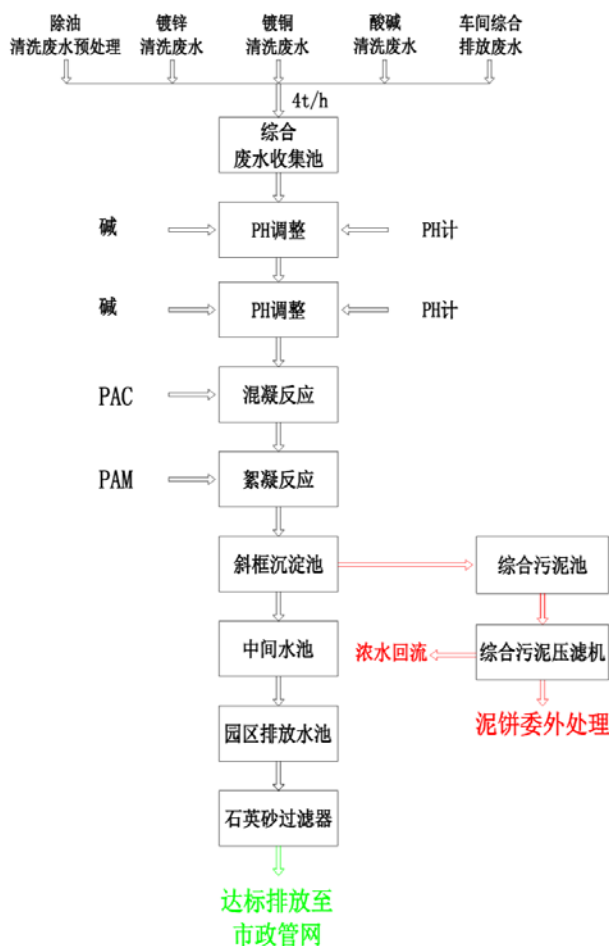 除油
清洗废水预处理
镀锌
清洗废水
镀铜
清洗废水
酸碱
清洗废水
车间综合
排放废水
4t/h
综合
废水收集池
碱
PH调整
PH计
碱
PH调整
PH计
PAC
混凝反应
PAM
絮凝反应
斜框沉淀池
综合污泥池
中间水池
浓水回流
综合污泥压滤机
园区排放水池
泥饼委外处理
石英砂过滤器
达标排放至
市政管网